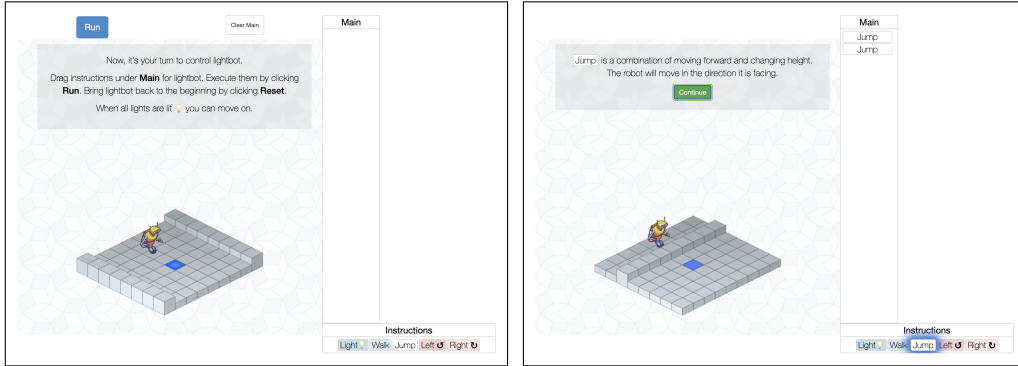 Run
Clear Main
Main
Now, it's your turn to control lightbot.
Drag instructions under Main for lightbot. Execute them by clicking
Run. Bring lightbot back to the beginning by clicking Reset.
When all lights are lit 💡 you can move on.
Instructions
Light💡 Walk Jump Left ↺ Right ↻
Main
Jump
Jump
Jump is a combination of moving forward and changing height.
The robot will move in the direction it is facing.
Continue
Instructions
Light💡 Walk Jump Left ↺ Right ↻